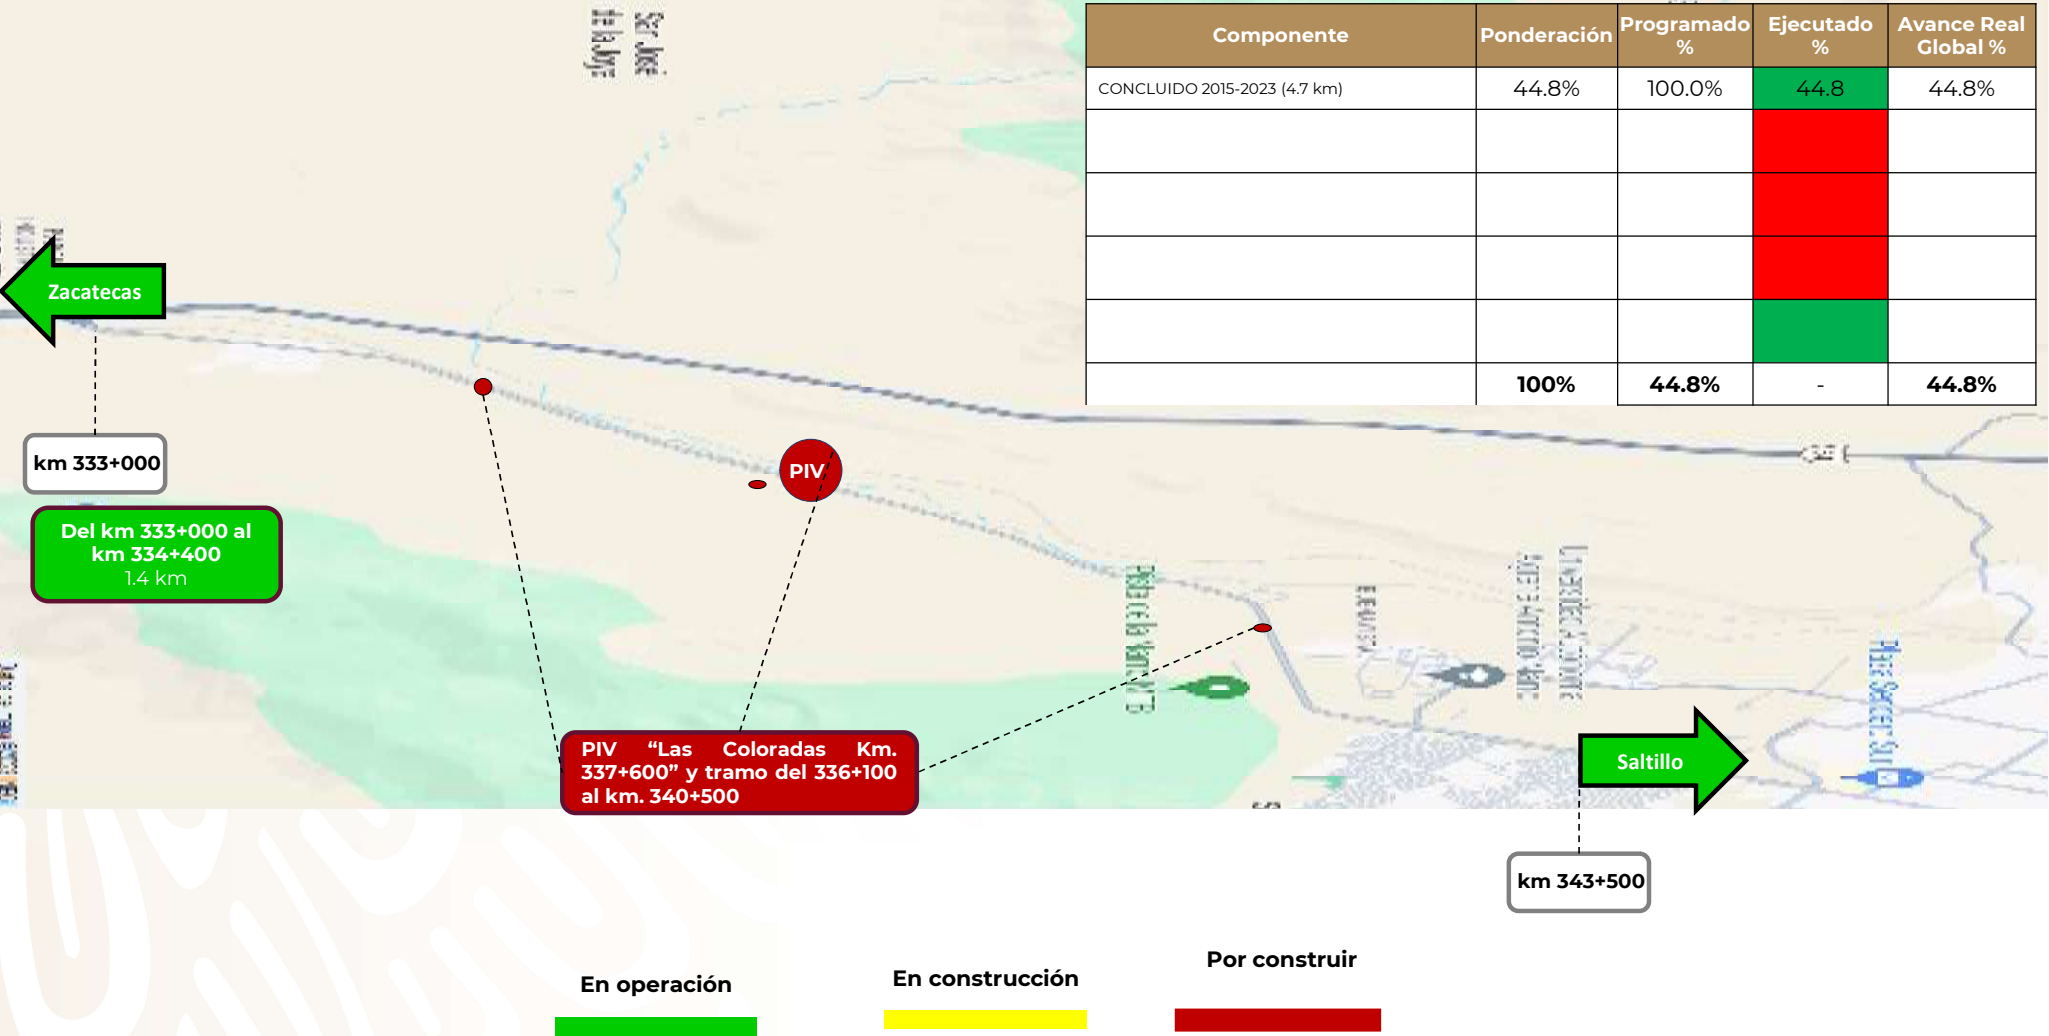 Componente
Ponderación
Programado
%
Ejecutado
%
Avance Real
Global %
CONCLUIDO 2015-2023 (4.7 km)
44.8%
100.0%
44.8
44.8%
100%
44.8%
-
44.8%
Zacatecas
km 333+000
Del km 333+000 al
km 334+400
1.4 km
PIV
PIV “Las Coloradas Km.
337+600” y tramo del 336+100
al km. 340+500
Saltillo
km 343+500
En operación
En construcción
Por construir